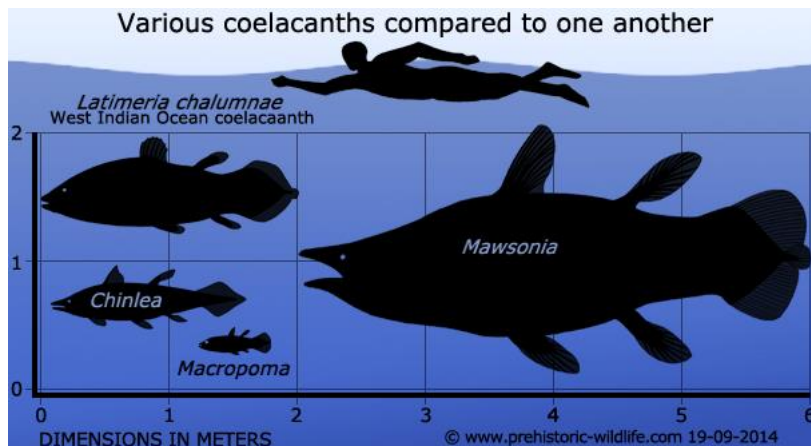 Various coelacanths compared to one another
Latimeria chalumnae
West Indian Ocean coelacaanth
2
Mawsonia
1
Chinlea
Macropoma
0
0 1 2 3 4 5 6
DIMENSIONS IN METERS © www.prehistoric-wildlife.com 19-09-2014